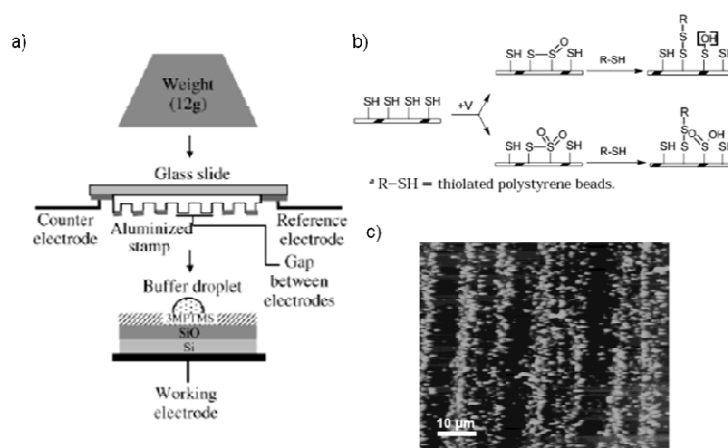 a)
Weight
(12g)
Glass slide
Counter
electrode
Aluminized
stamp
Reference
electrode
Gap
between
electrodes
Buffer droplet
3MPTMS
SiO
Si
Working
electrode
b)
SH SH SH SH
+V
SH S S O SH
R-SH
R
S
SH S OH S SH
SH S S O O SH
R-SH
R
S
SH S O S OH SH
ª R–SH = thiolated polystyrene beads.
c)
10 µm